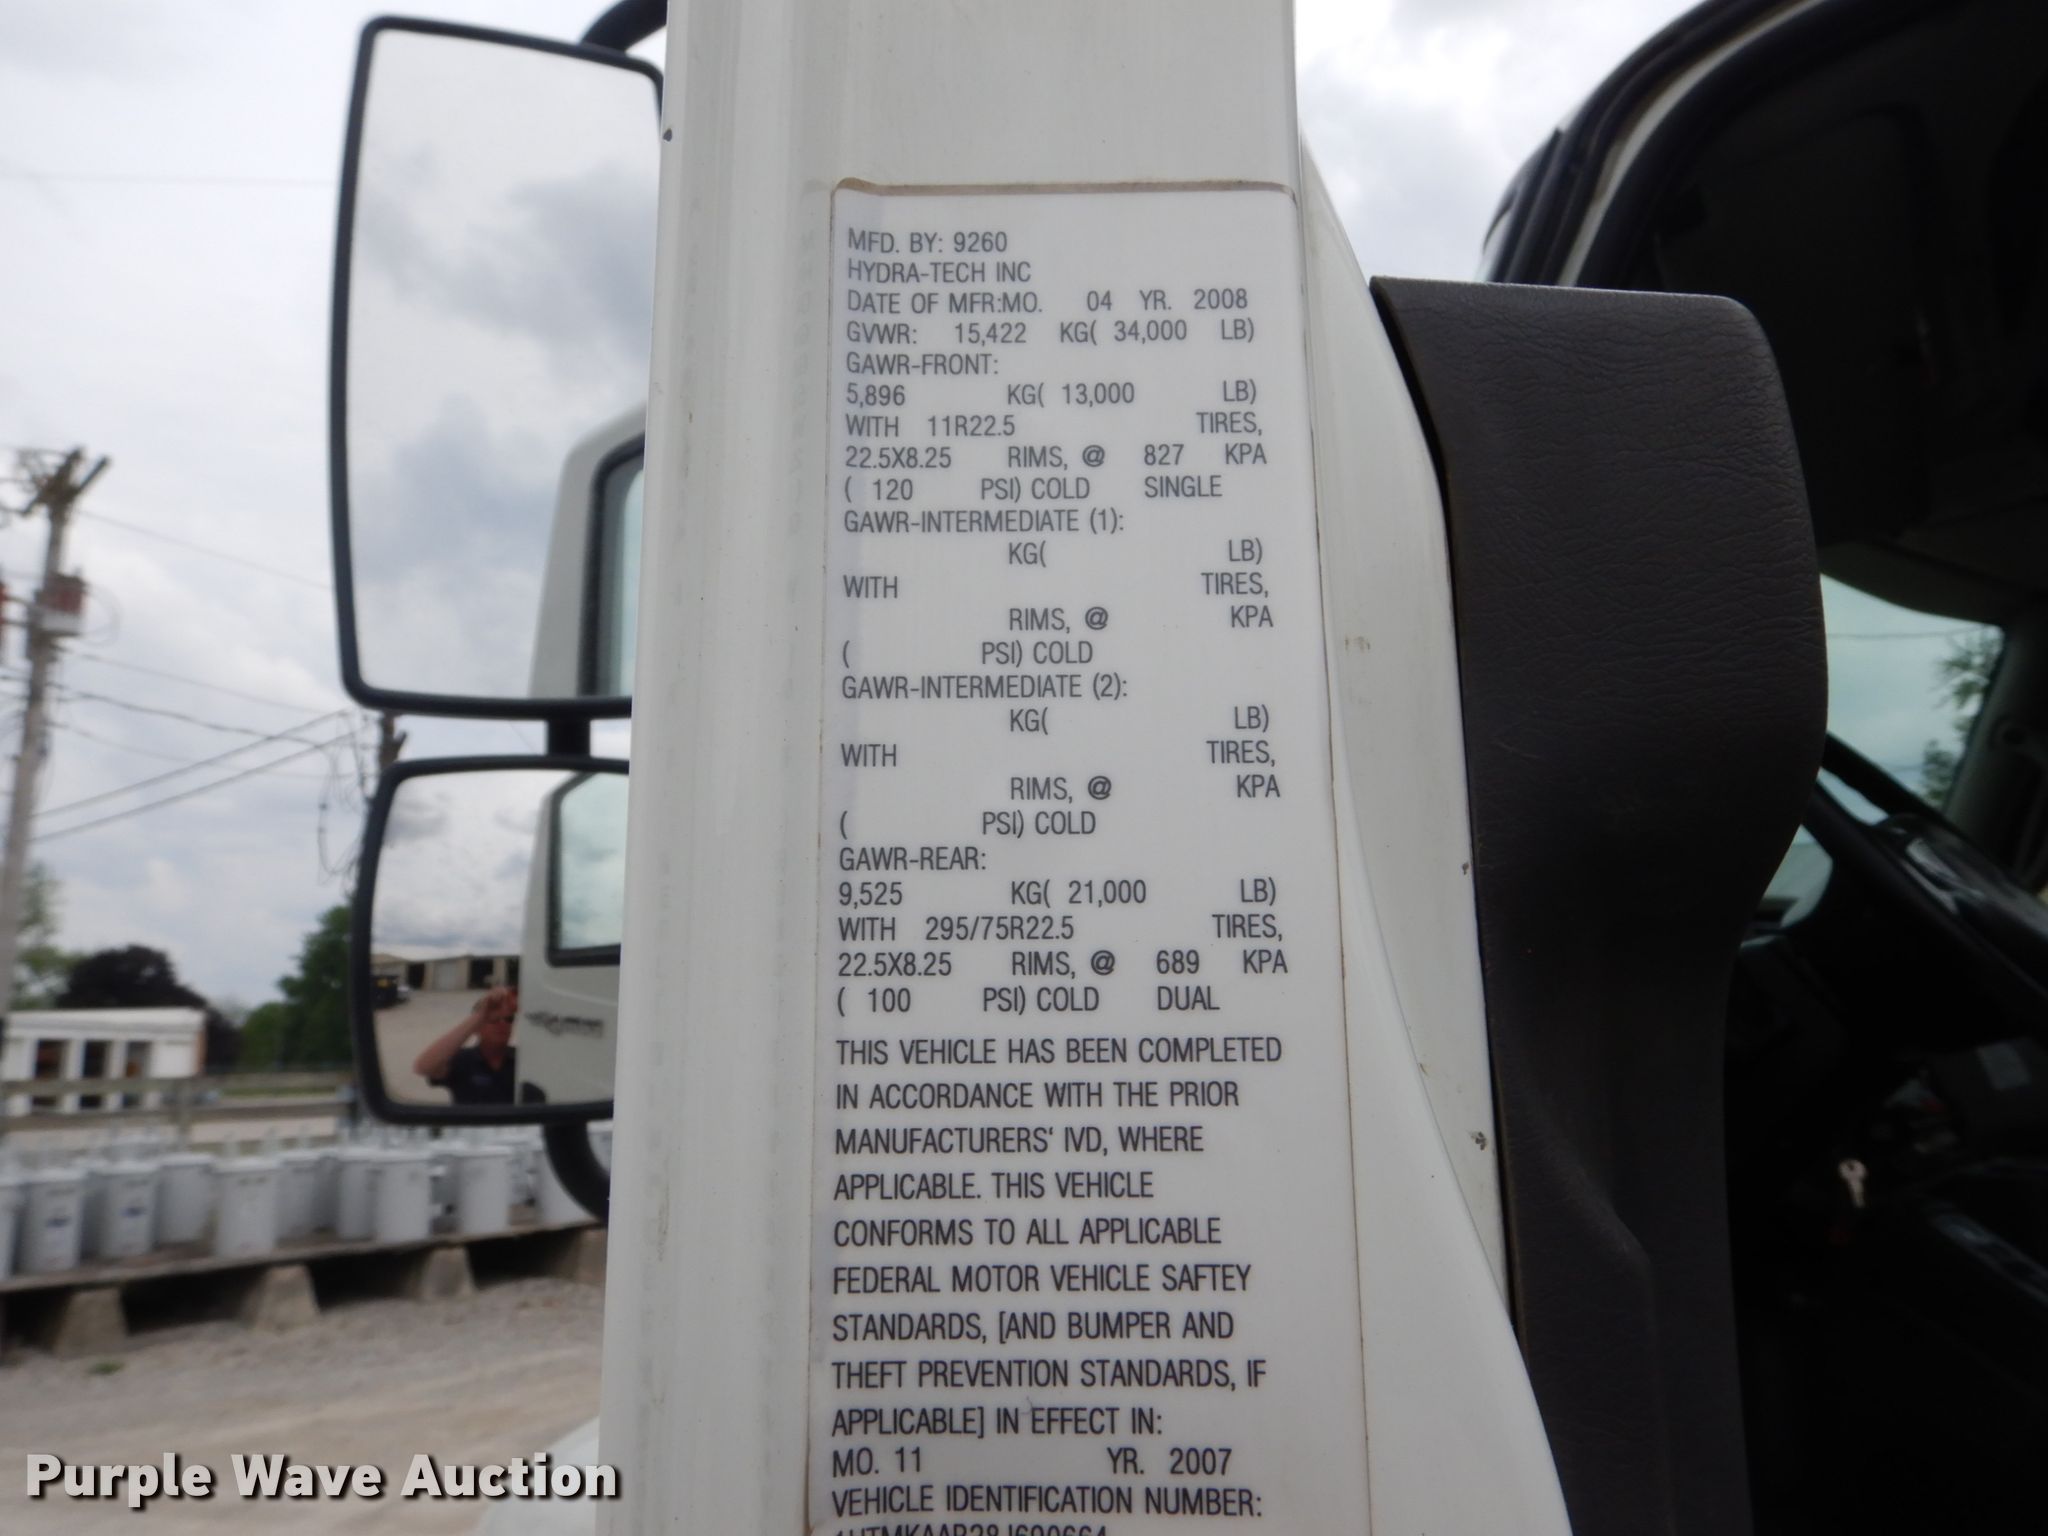 MFD. BY: 9260
HYDRA-TECH INC
DATE OF MFR:MO. 04 YR. 2008
GVWR: 15,422 KG( 34,000 LB)
GAWR-FRONT:
5,896 KG( 13,000 LB)
WITH 11R22.5 TIRES,
22.5X8.25 RIMS, @ 827 KPA
( 120 PSI) COLD SINGLE
GAWR-INTERMEDIATE (1):
KG( LB)
WITH TIRES,
RIMS, @ KPA
( PSI) COLD
GAWR-INTERMEDIATE (2):
KG( LB)
WITH TIRES,
RIMS, @ KPA
( PSI) COLD
GAWR-REAR:
9,525 KG( 21,000 LB)
WITH 295/75R22.5 TIRES,
22.5X8.25 RIMS, @ 689 KPA
( 100 PSI) COLD DUAL
THIS VEHICLE HAS BEEN COMPLETED
IN ACCORDANCE WITH THE PRIOR
MANUFACTURERS' IVD, WHERE
APPLICABLE. THIS VEHICLE
CONFORMS TO ALL APPLICABLE
FEDERAL MOTOR VEHICLE SAFTEY
STANDARDS, [AND BUMPER AND
THEFT PREVENTION STANDARDS, IF
APPLICABLE] IN EFFECT IN:
MO. 11 YR. 2007
VEHICLE IDENTIFICATION NUMBER:
Purple Wave Auction